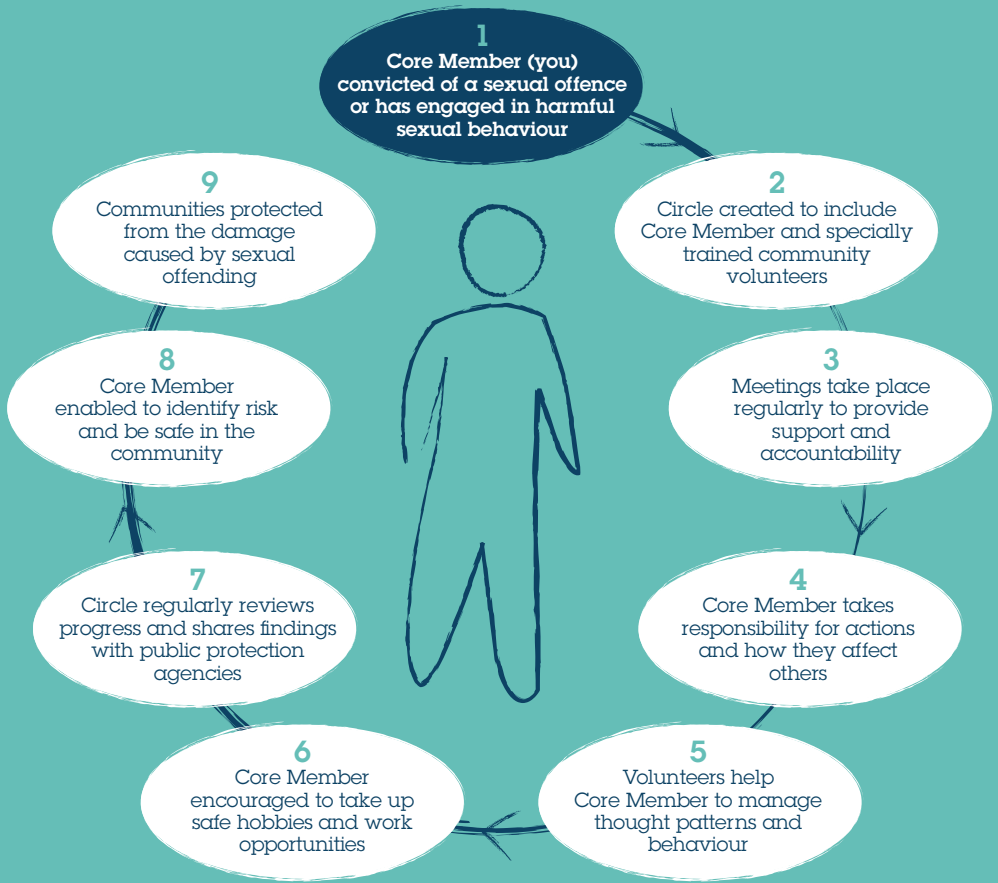 1
Core Member (you)
convicted of a sexual offence
or has engaged in harmful
sexual behaviour
2
Circle created to include
Core Member and specially
trained community
volunteers
3
Meetings take place
regularly to provide
support and
accountability
4
Core Member takes
responsibility for actions
and how they affect
others
5
Volunteers help
Core Member to manage
thought patterns and
behaviour
6
Core Member
encouraged to take up
safe hobbies and work
opportunities
7
Circle regularly reviews
progress and shares findings
with public protection
agencies
8
Core Member
enabled to identify risk
and be safe in the
community
9
Communities protected
from the damage
caused by sexual
offending